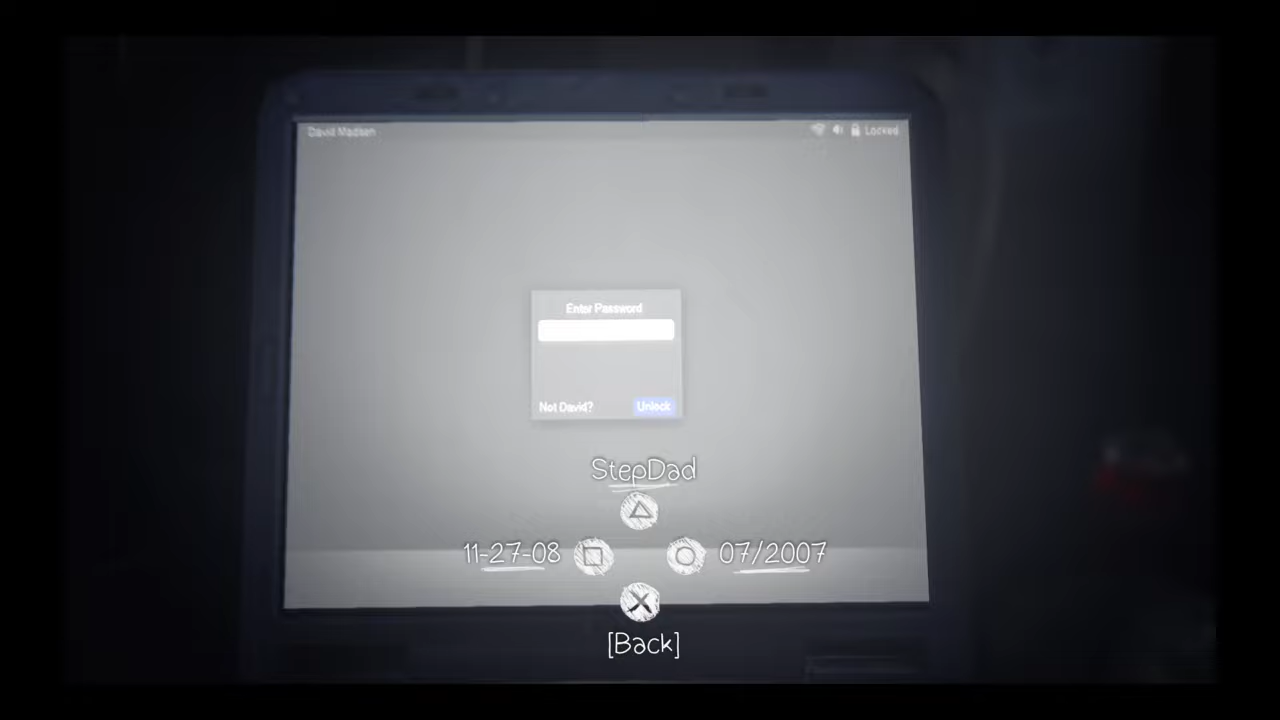 David Madsen
Locked
Enter Password
Not David?
Unlock
StepDad
11-27-08
07/2007
[Back]